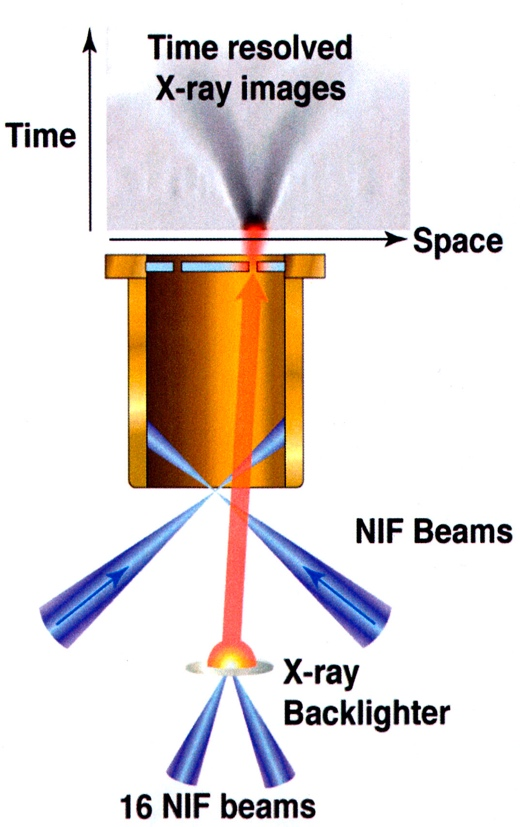 Time resolved
X-ray images
Time
Space
NIF Beams
X-ray
Backlighter
16 NIF beams